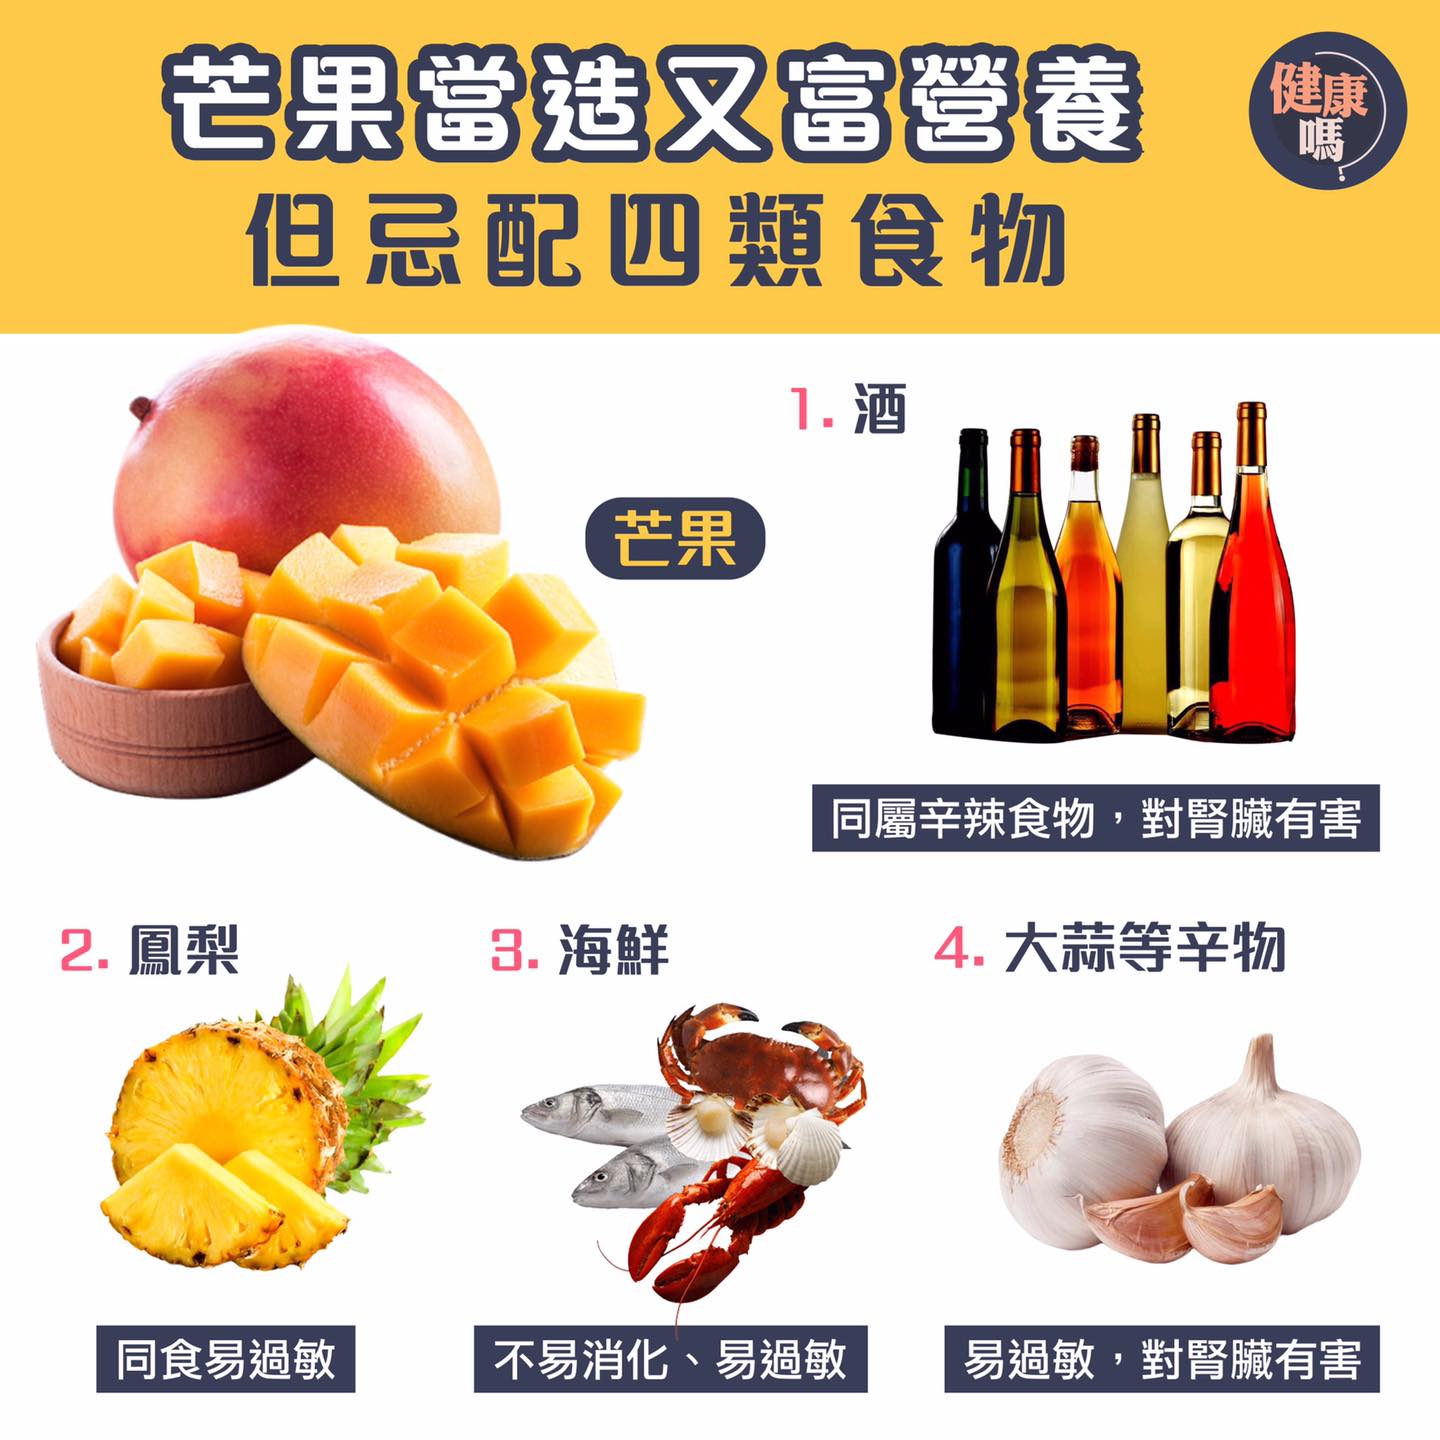 芒果當造又富營養
健康
嗎?
但忌配四類食物
芒果
1. 酒
同屬辛辣食物，對腎臟有害
2. 鳳梨
同食易過敏
3. 海鮮
不易消化、易過敏
4. 大蒜等辛物
易過敏，對腎臟有害